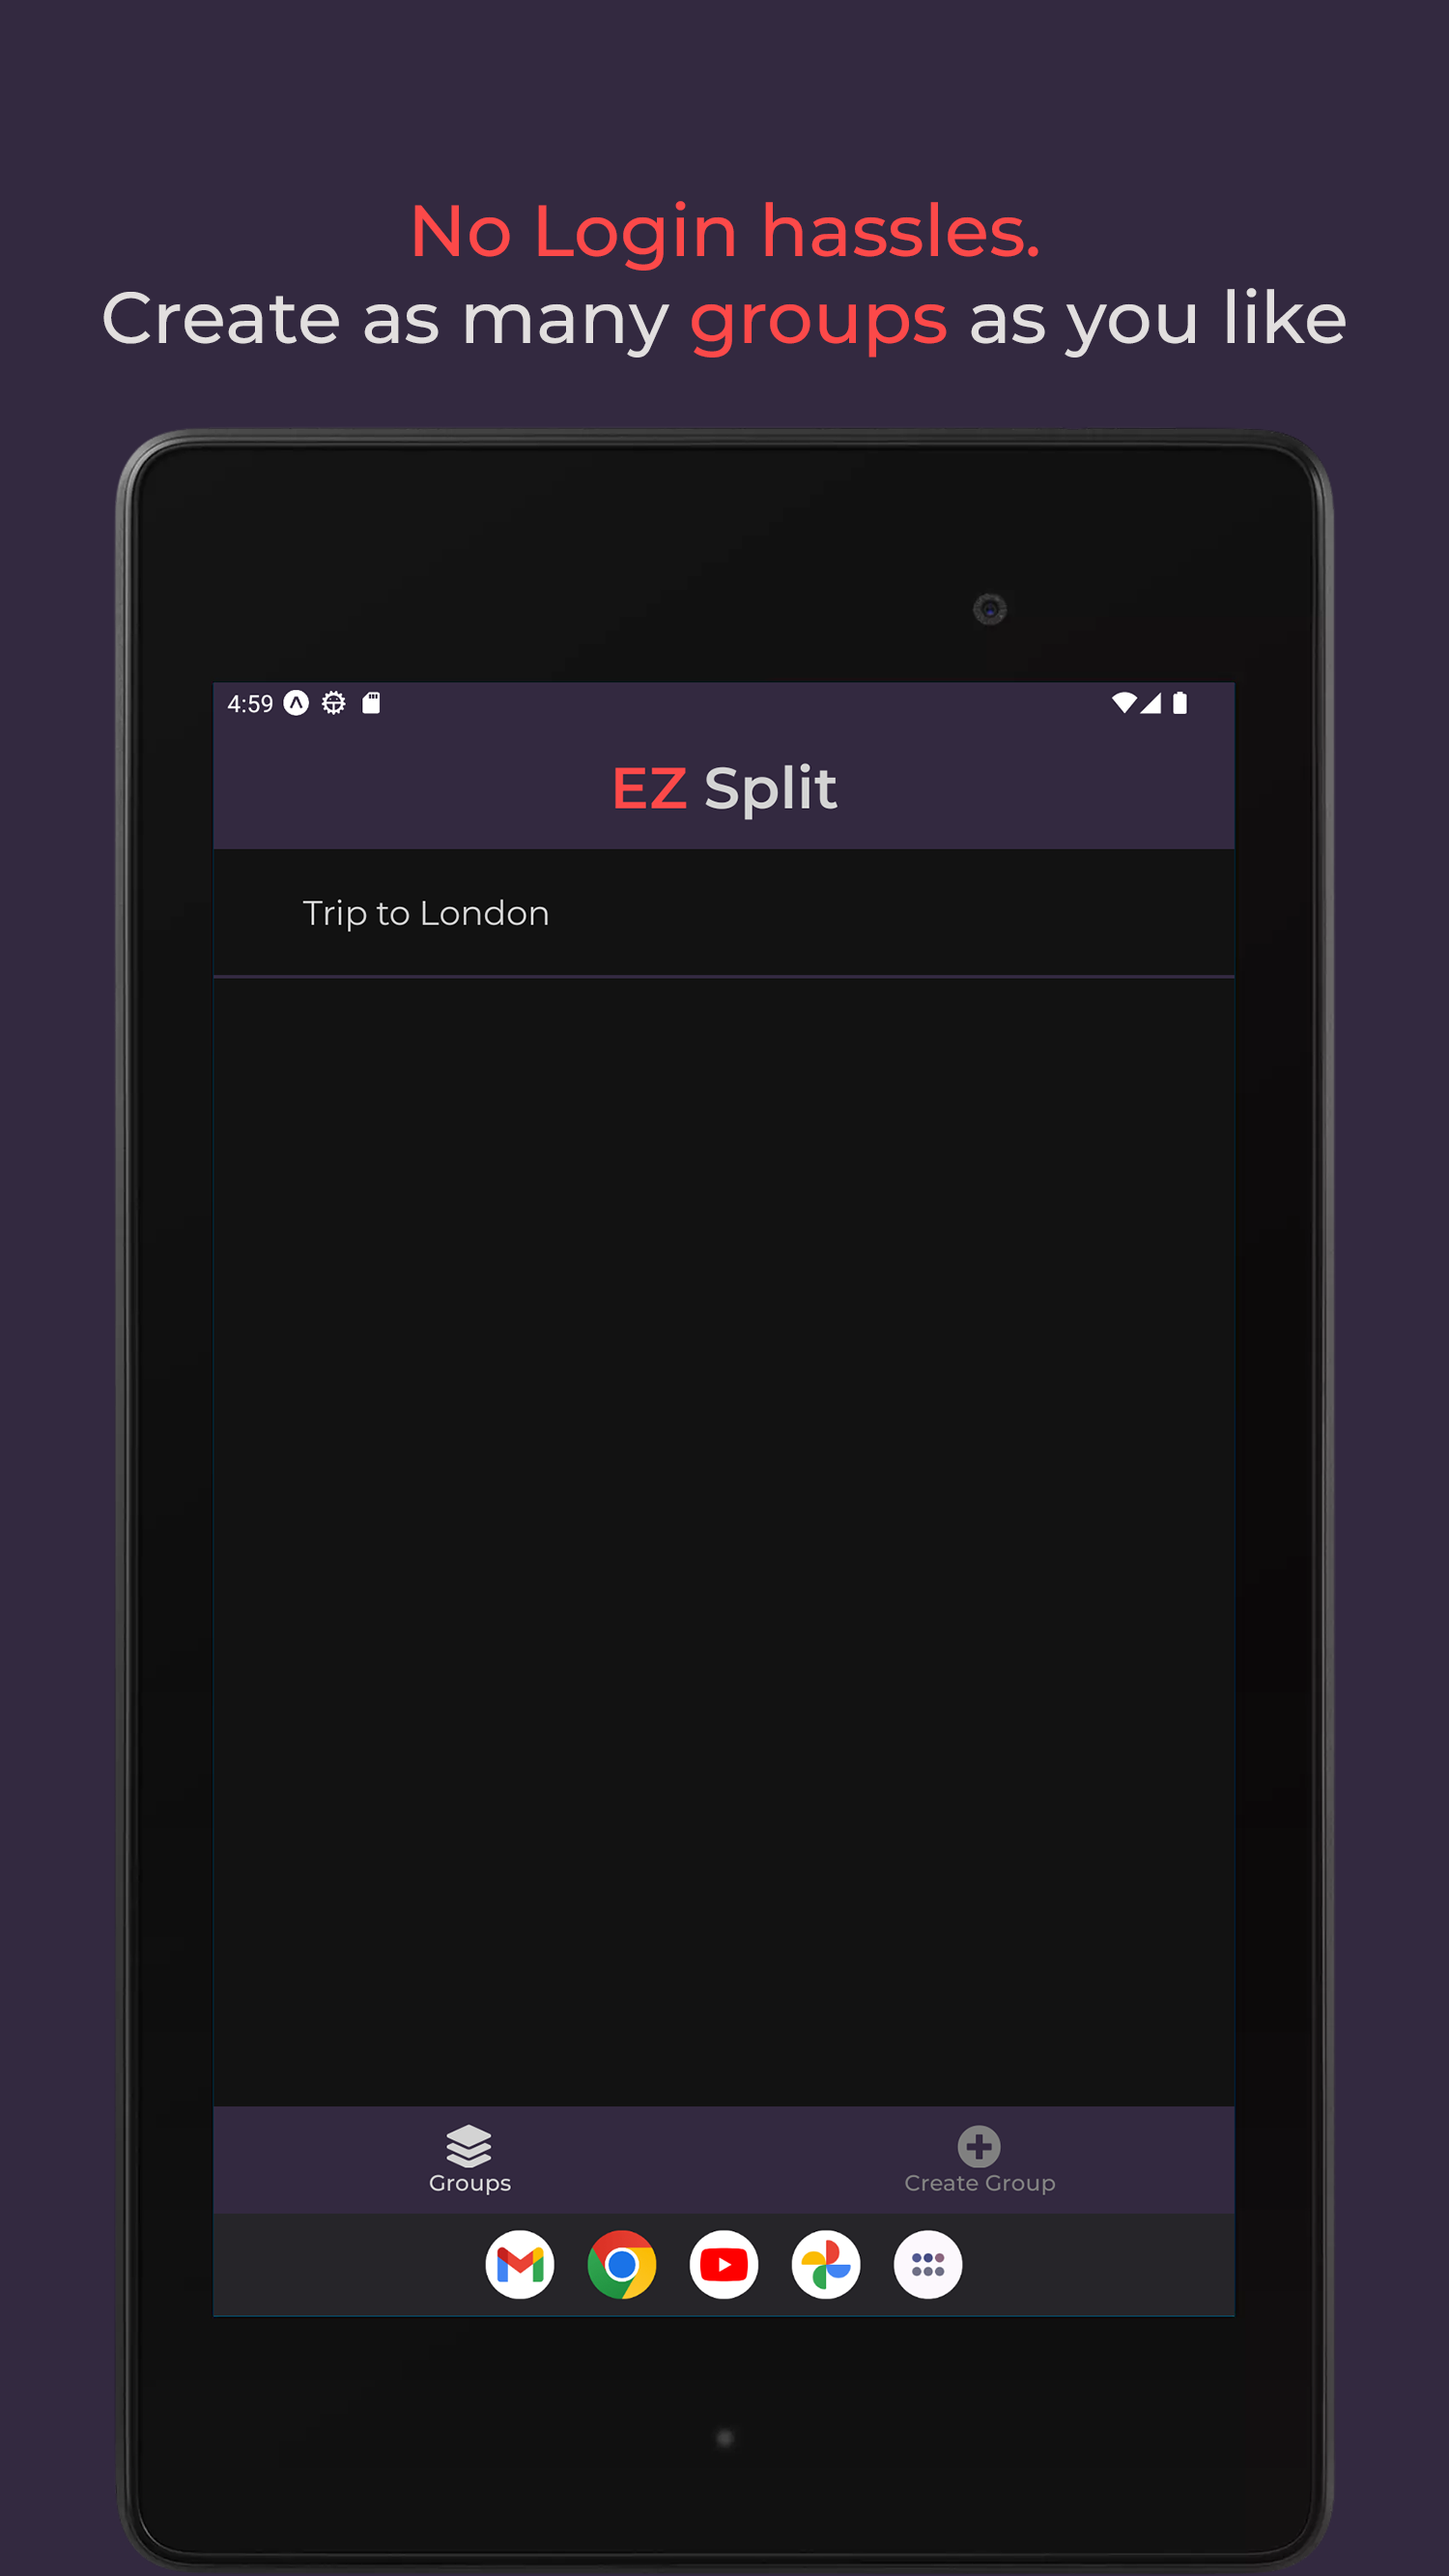 No Login hassles.
Create as many groups as you like
4:59
EZ Split
Trip to London
Groups
Create Group